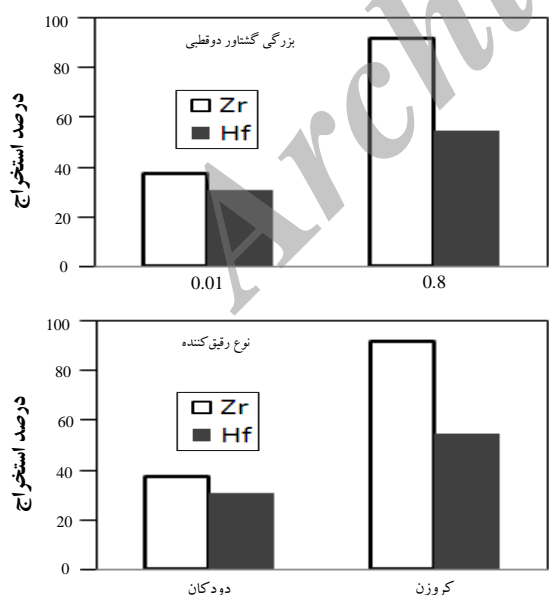 بزرگی گشتاور دوقطبی
درصد استخراج
100
80
60
40
20
0
Zr
Hf
0.01 0.8
Archi
نوع رقیق‌کننده
درصد استخراج
100
80
60
40
20
0
Zr
Hf
دودکان کروزن